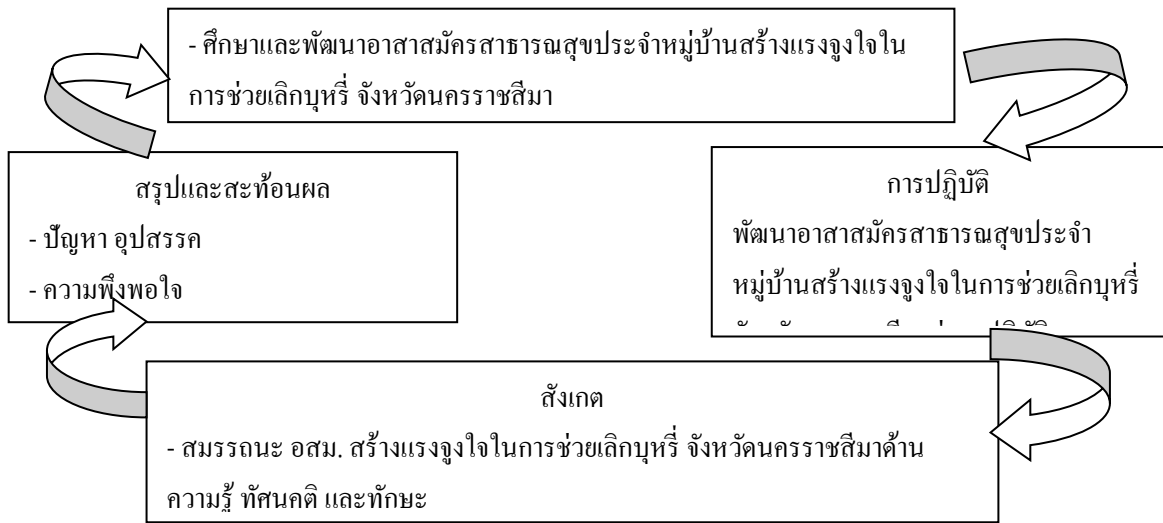 - ศึกษาและพัฒนาอาสาสมัครสาธารณสุขประจำหมู่บ้านสร้างแรงจูงใจใน
การช่วยเลิกบุหรี่ จังหวัดนครราชสีมา
การปฏิบัติ
พัฒนาอาสาสมัครสาธารณสุขประจำ
หมู่บ้านสร้างแรงจูงใจในการช่วยเลิกบุหรี่
สังเกต
- สมรรถนะ อสม. สร้างแรงจูงใจในการช่วยเลิกบุหรี่ จังหวัดนครราชสีมาด้าน
ความรู้ ทัศนคติ และทักษะ
สรุปและสะท้อนผล
- ปัญหา อุปสรรค
- ความพึงพอใจ